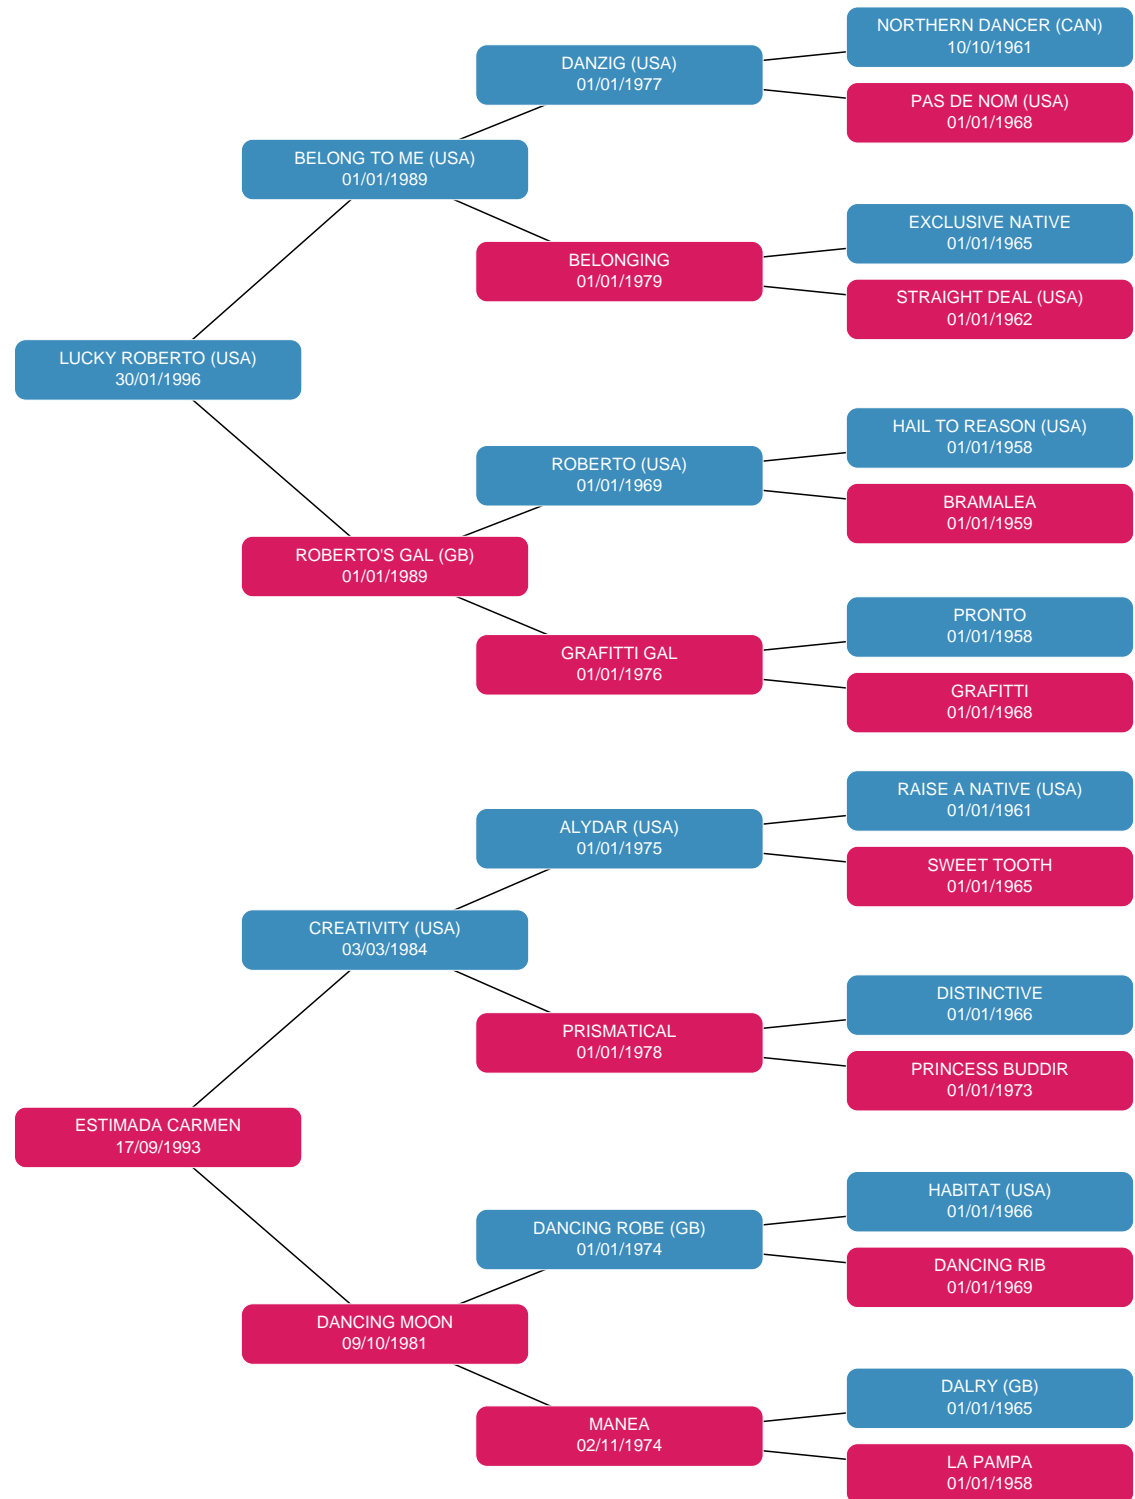 NORTHERN DANCER (CAN)
10/10/1961
DANZIG (USA)
01/01/1977
PAS DE NOM (USA)
01/01/1968
BELONG TO ME (USA)
01/01/1989
EXCLUSIVE NATIVE
01/01/1965
BELONGING
01/01/1979
STRAIGHT DEAL (USA)
01/01/1962
LUCKY ROBERTO (USA)
30/01/1996
HAIL TO REASON (USA)
01/01/1958
ROBERTO (USA)
01/01/1969
BRAMALEA
01/01/1959
ROBERTO'S GAL (GB)
01/01/1989
PRONTO
01/01/1958
GRAFITTI GAL
01/01/1976
GRAFITTI
01/01/1968
RAISE A NATIVE (USA)
01/01/1961
ALYDAR (USA)
01/01/1975
SWEET TOOTH
01/01/1965
CREATIVITY (USA)
03/03/1984
DISTINCTIVE
01/01/1966
PRISMATICAL
01/01/1978
PRINCESS BUDDIR
01/01/1973
ESTIMADA CARMEN
17/09/1993
HABITAT (USA)
01/01/1966
DANCING ROBE (GB)
01/01/1974
DANCING RIB
01/01/1969
DANCING MOON
09/10/1981
DALRY (GB)
01/01/1965
MANEA
02/11/1974
LA PAMPA
01/01/1958